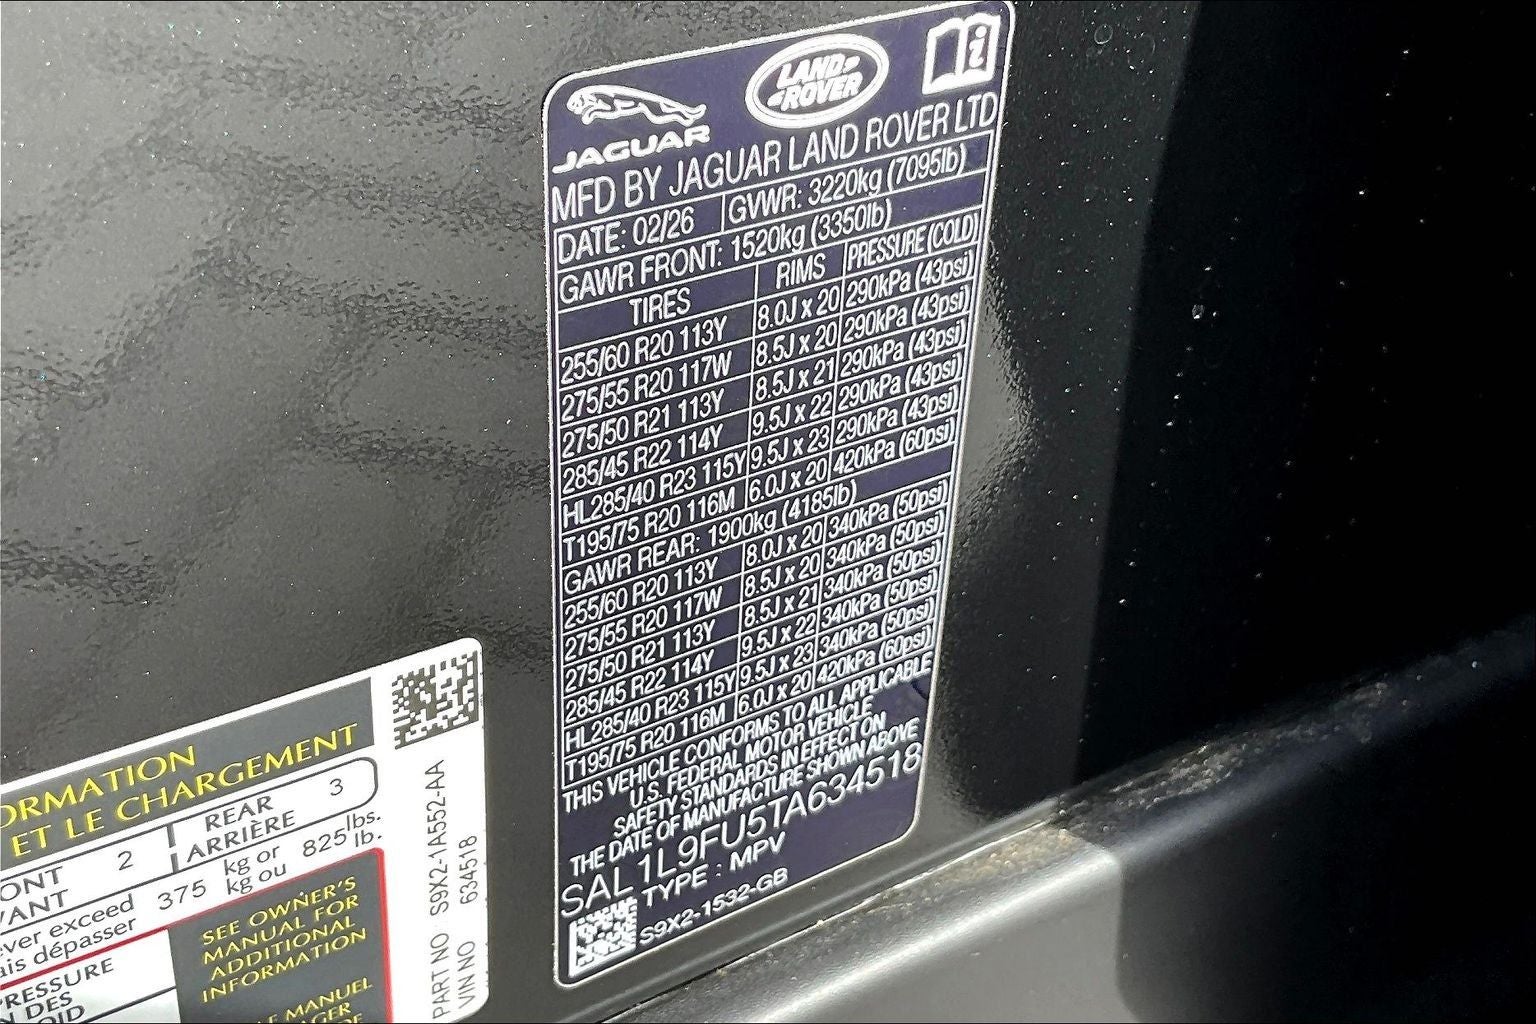 JAGUAR
LAND ROVER
i
MFD BY JAGUAR LAND ROVER LTD
DATE: 02/26 GVWR: 3220kg (7095lb)
GAWR FRONT: 1520kg (3350lb)
TIRES RIMS PRESSURE (COLD)
255/60 R20 113Y 8.0J x 20 290kPa (43psi)
275/55 R20 117W 8.5J x 20 290kPa (43psi)
275/50 R21 113Y 8.5J x 21 290kPa (43psi)
285/45 R22 114Y 9.5J x 22 290kPa (43psi)
HL285/40 R23 115Y 9.5J x 23 290kPa (43psi)
T195/75 R20 116M 6.0J x 20 420kPa (60psi)
GAWR REAR: 1900kg (4185lb)
255/60 R20 113Y 8.0J x 20 340kPa (50psi)
275/55 R20 117W 8.5J x 20 340kPa (50psi)
275/50 R21 113Y 8.5J x 21 340kPa (50psi)
285/45 R22 114Y 9.5J x 22 340kPa (50psi)
HL285/40 R23 115Y 9.5J x 23 340kPa (50psi)
T195/75 R20 116M 6.0J x 20 420kPa (60psi)
THIS VEHICLE CONFORMS TO ALL APPLICABLE
U.S. FEDERAL MOTOR VEHICLE
SAFETY STANDARDS IN EFFECT ON
THE DATE OF MANUFACTURE SHOWN ABOVE
SAL 1L9FU5TA634518
TYPE : MPV
S9X2-1532-GB
ORMATION
ET LE CHARGEMENT
ONT 2 REAR 3
VANT ARRIÈRE
ver exceed 375 kg or 825 lbs.
ais dépasser kg ou lb.
PRESSURE
N DES
OID
SEE OWNER'S
MANUAL FOR
ADDITIONAL
INFORMATION
E MANUEL
AGER
DE
PART NO S9X2-1A552-AA
VIN NO 634518